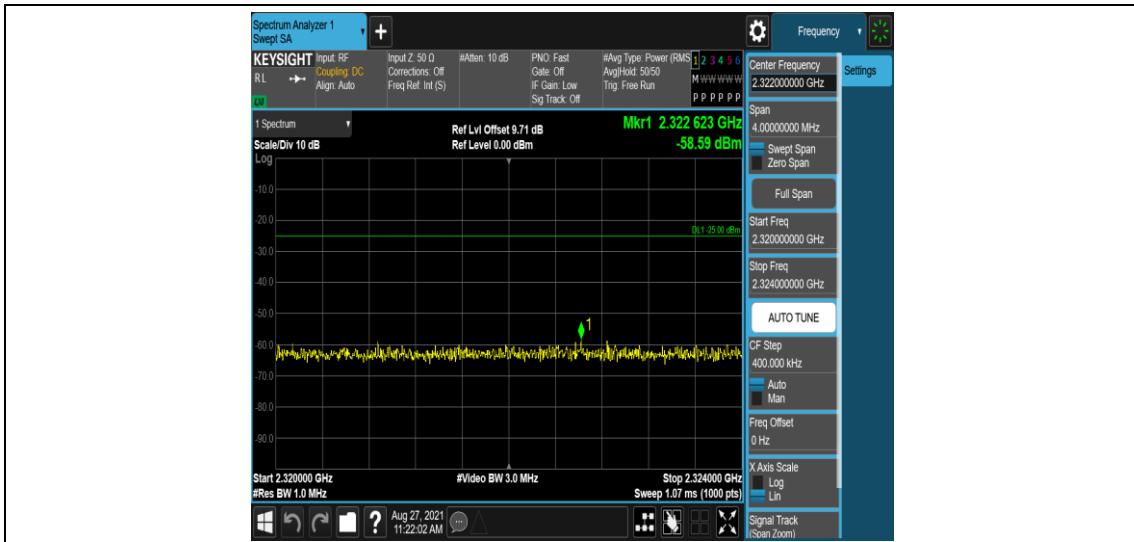 Spectrum Analyzer 1
Swept SA
+
Frequency
KEYSIGHT
RL
LM
Input: RF
Coupling: DC
Align: Auto
Input Z: 50 Ω
Corrections: Off
Freq Ref: Int (S)
#Atten: 10 dB
PNO: Fast
Gate: Off
IF Gain: Low
Sig Track: Off
#Avg Type: Power (RMS
Avg|Hold: 50/50
Trig: Free Run
1 2 3 4 5 6
M W W W W W
P P P P P P
1 Spectrum
Scale/Div 10 dB
Ref Lvl Offset 9.71 dB
Ref Level 0.00 dBm
Mkr1 2.322 623 GHz
-58.59 dBm
Log
-10.0
-20.0
DL1 -25.00 dBm
-30.0
-40.0
-50.0
1
-60.0
-70.0
-80.0
-90.0
Start 2.320000 GHz
#Res BW 1.0 MHz
#Video BW 3.0 MHz
Stop 2.324000 GHz
Sweep 1.07 ms (1000 pts)
?
Aug 27, 2021
11:22:02 AM
Center Frequency
2.322000000 GHz
Settings
Span
4.00000000 MHz
Swept Span
Zero Span
Full Span
Start Freq
2.320000000 GHz
Stop Freq
2.324000000 GHz
AUTO TUNE
CF Step
400.000 kHz
Auto
Man
Freq Offset
0 Hz
X Axis Scale
Log
Lin
Signal Track
(Span Zoom)